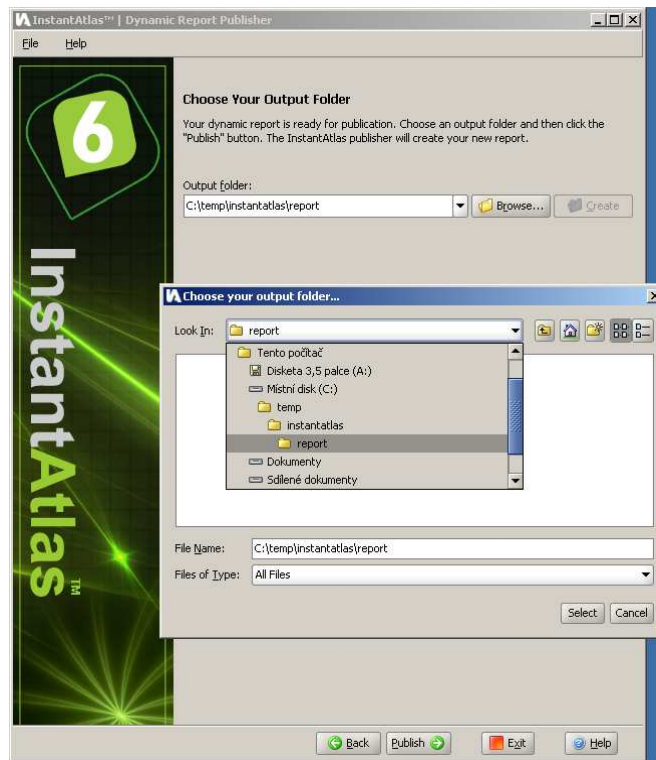 InstantAtlas™ | Dynamic Report Publisher
File Help
6
InstantAtlas™
Choose Your Output Folder
Your dynamic report is ready for publication. Choose an output folder and then click the
"Publish" button. The InstantAtlas publisher will create your new report.
Output folder:
C:\temp\instantatlas\report Browse... Create
Choose your output folder...
Look In: report
Tento počítač
Disketa 3,5 palce (A:)
Místní disk (C:)
temp
instantatlas
report
Dokumenty
Sdílené dokumenty
File Name: C:\temp\instantatlas\report
Files of Type: All Files
Select Cancel
Back Publish Exit Help